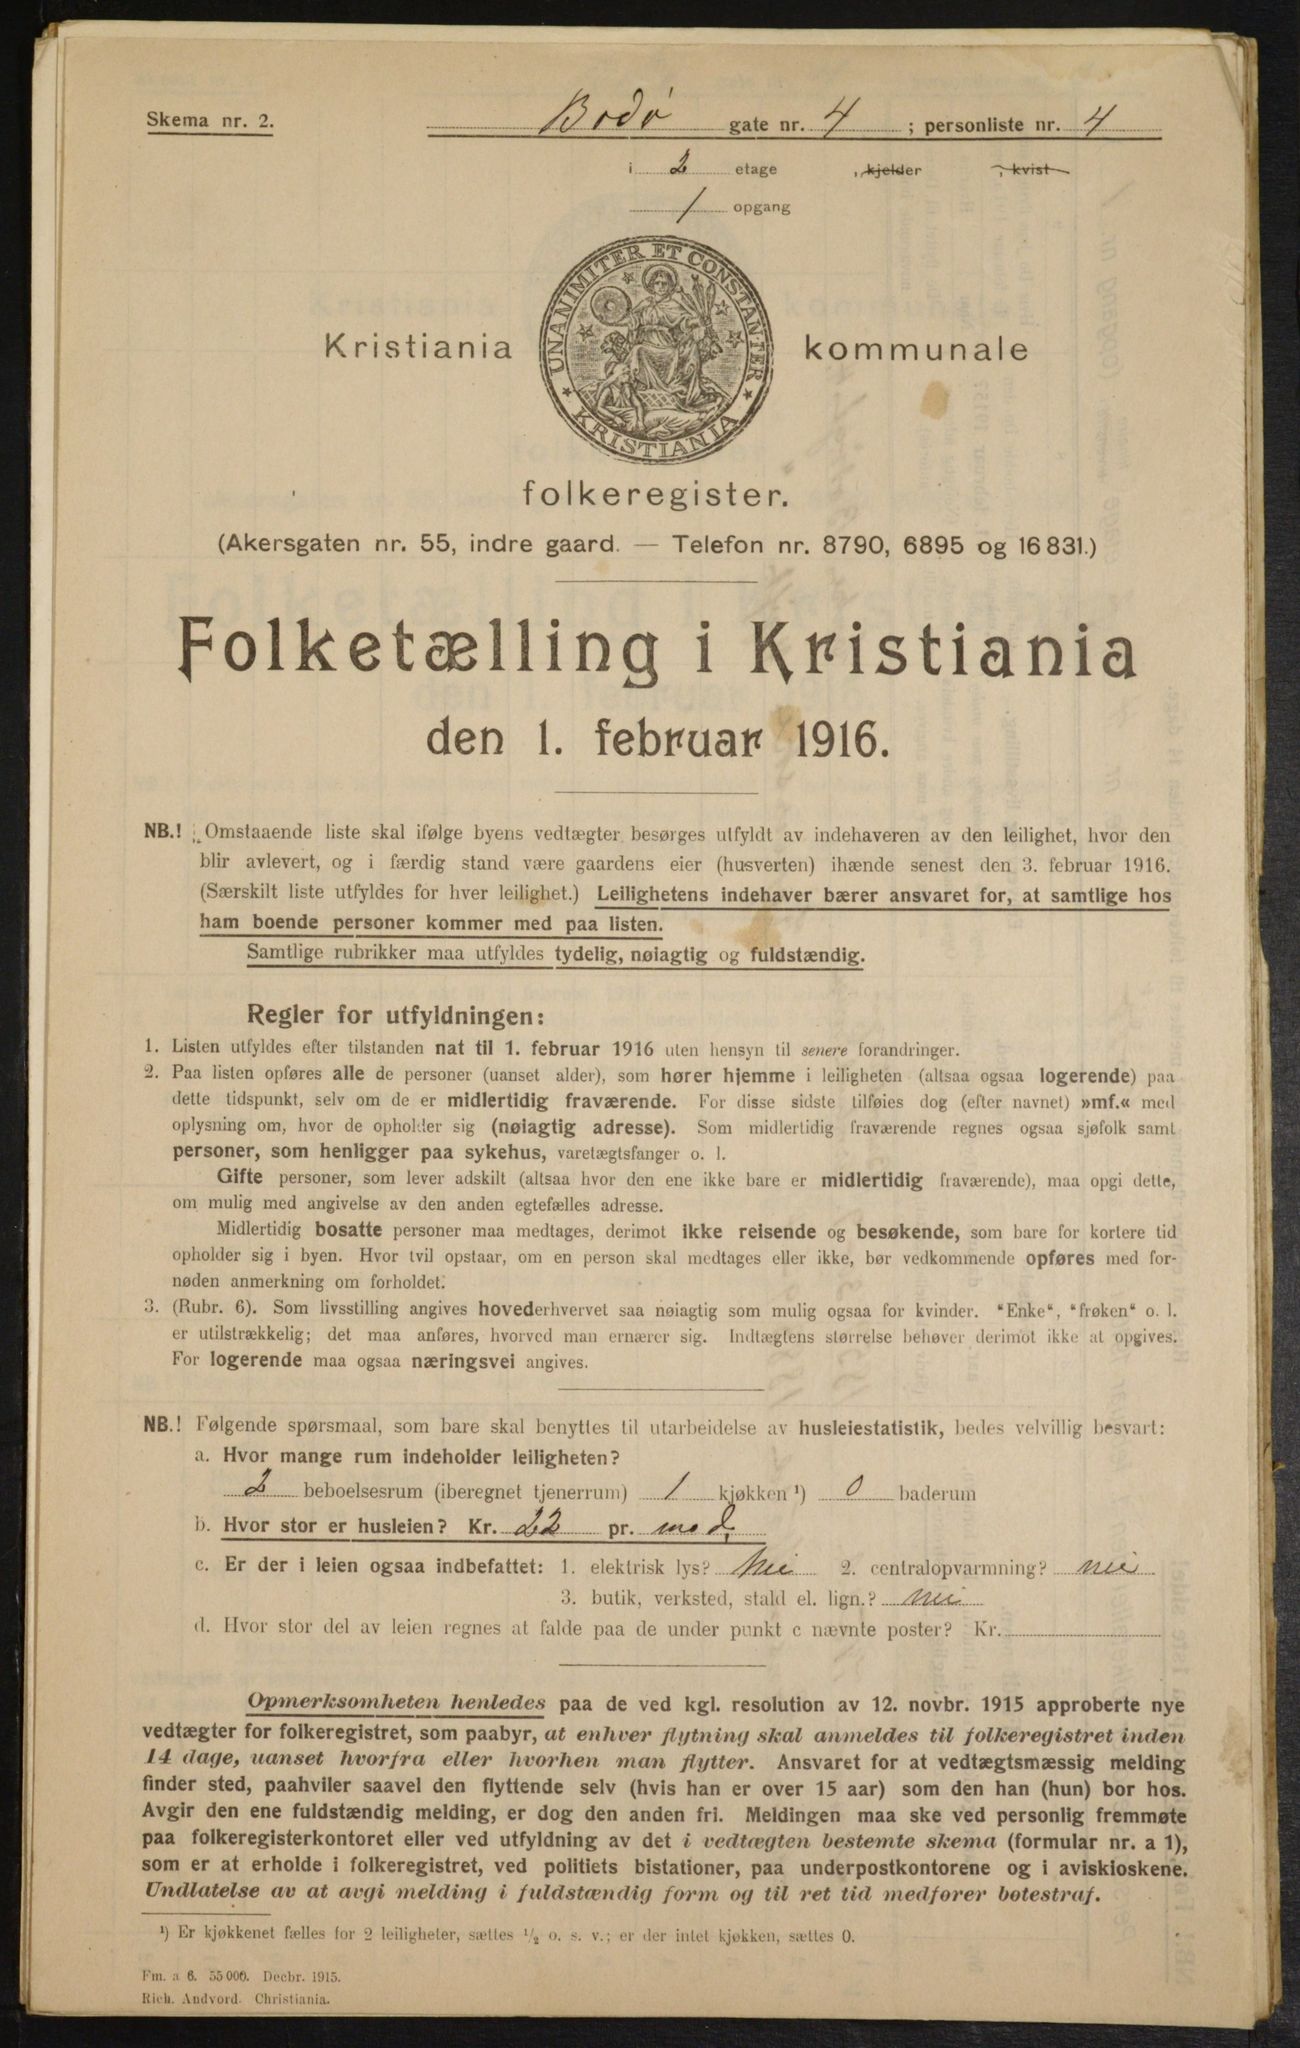 Skema nr. 2.
Bodø gate nr. 4 ; personliste nr. 4
i 2 etage , kjelder , kvist
1 opgang
UNANIMITER ET CONSTANTER
KRISTIANIA
Kristiania kommunale
folkeregister.
(Akersgaten nr. 55, indre gaard. — Telefon nr. 8790, 6895 og 16 831.)
Folketælling i Kristiania
den 1. februar 1916.
NB.! Omstaaende liste skal ifølge byens vedtægter besørges utfyldt av indehaveren av den leilighet, hvor den
blir avlevert, og i færdig stand være gaardens eier (husverten) ihænde senest den 3. februar 1916.
(Særskilt liste utfyldes for hver leilighet.) Leilighetens indehaver bærer ansvaret for, at samtlige hos
ham boende personer kommer med paa listen.
Samtlige rubrikker maa utfyldes tydelig, nøiagtig og fuldstændig.
Regler for utfyldningen:
1. Listen utfyldes efter tilstanden nat til 1. februar 1916 uten hensyn til senere forandringer.
2. Paa listen opføres alle de personer (uanset alder), som hører hjemme i leiligheten (altsaa ogsaa logerende) paa
dette tidspunkt, selv om de er midlertidig fraværende. For disse sidste tilføies dog (efter navnet) »mf.« med
oplysning om, hvor de opholder sig (nøiagtig adresse). Som midlertidig fraværende regnes ogsaa sjøfolk samt
personer, som henligger paa sykehus, varetægtsfanger o. l.
Gifte personer, som lever adskilt (altsaa hvor den ene ikke bare er midlertidig fraværende), maa opgi dette,
om mulig med angivelse av den anden egtefælles adresse.
Midlertidig bosatte personer maa medtages, derimot ikke reisende og besøkende, som bare for kortere tid
opholder sig i byen. Hvor tvil opstaar, om en person skal medtages eller ikke, bør vedkommende opføres med for-
nøden anmerkning om forholdet.
3. (Rubr. 6). Som livsstilling angives hovederhvervet saa nøiagtig som mulig ogsaa for kvinder. "Enke", "frøken" o. l.
er utilstrækkelig; det maa anføres, hvorved man ernærer sig. Indtægtens størrelse behøver derimot ikke at opgives.
For logerende maa ogsaa næringsvei angives.
NB.! Følgende spørsmaal, som bare skal benyttes til utarbeidelse av husleiestatistik, bedes velvillig besvart:
a. Hvor mange rum indeholder leiligheten?
2 beboelsesrum (iberegnet tjenerrum) 1 kjøkken ¹) 0 baderum
b. Hvor stor er husleien? Kr. 22 pr. mod.
c. Er der i leien ogsaa indbefattet: 1. elektrisk lys? Nei 2. centralopvarmning? nei
3. butik, verksted, stald el. lign.? nei
d. Hvor stor del av leien regnes at falde paa de under punkt c nævnte poster? Kr.
Opmerksomheten henledes paa de ved kgl. resolution av 12. novbr. 1915 approberte nye
vedtægter for folkeregistret, som paabyr, at enhver flytning skal anmeldes til folkeregistret inden
14 dage, uanset hvorfra eller hvorhen man flytter. Ansvaret for at vedtægtsmæssig melding
finder sted, paahviler saavel den flyttende selv (hvis han er over 15 aar) som den han (hun) bor hos.
Avgir den ene fuldstændig melding, er dog den anden fri. Meldingen maa ske ved personlig fremmøte
paa folkeregisterkontoret eller ved utfyldning av det i vedtægten bestemte skema (formular nr. a 1),
som er at erholde i folkeregistret, ved politiets bistationer, paa underpostkontorene og i aviskioskene.
Undlatelse av at avgi melding i fuldstændig form og til ret tid medfører bøtestraf.
¹) Er kjøkkenet fælles for 2 leiligheter, sættes ½ o. s. v.; er der intet kjøkken, sættes 0.
Fm. a 6. 55 000. Decbr. 1915.
Rich. Andvord. Christiania.